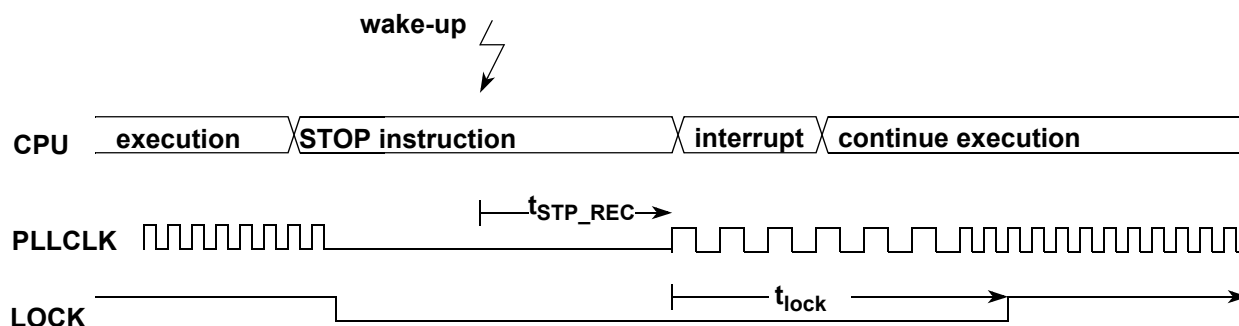 wake-up
CPU execution STOP instruction interrupt continue execution
tSTP_REC
PLLCLK
tlock
LOCK